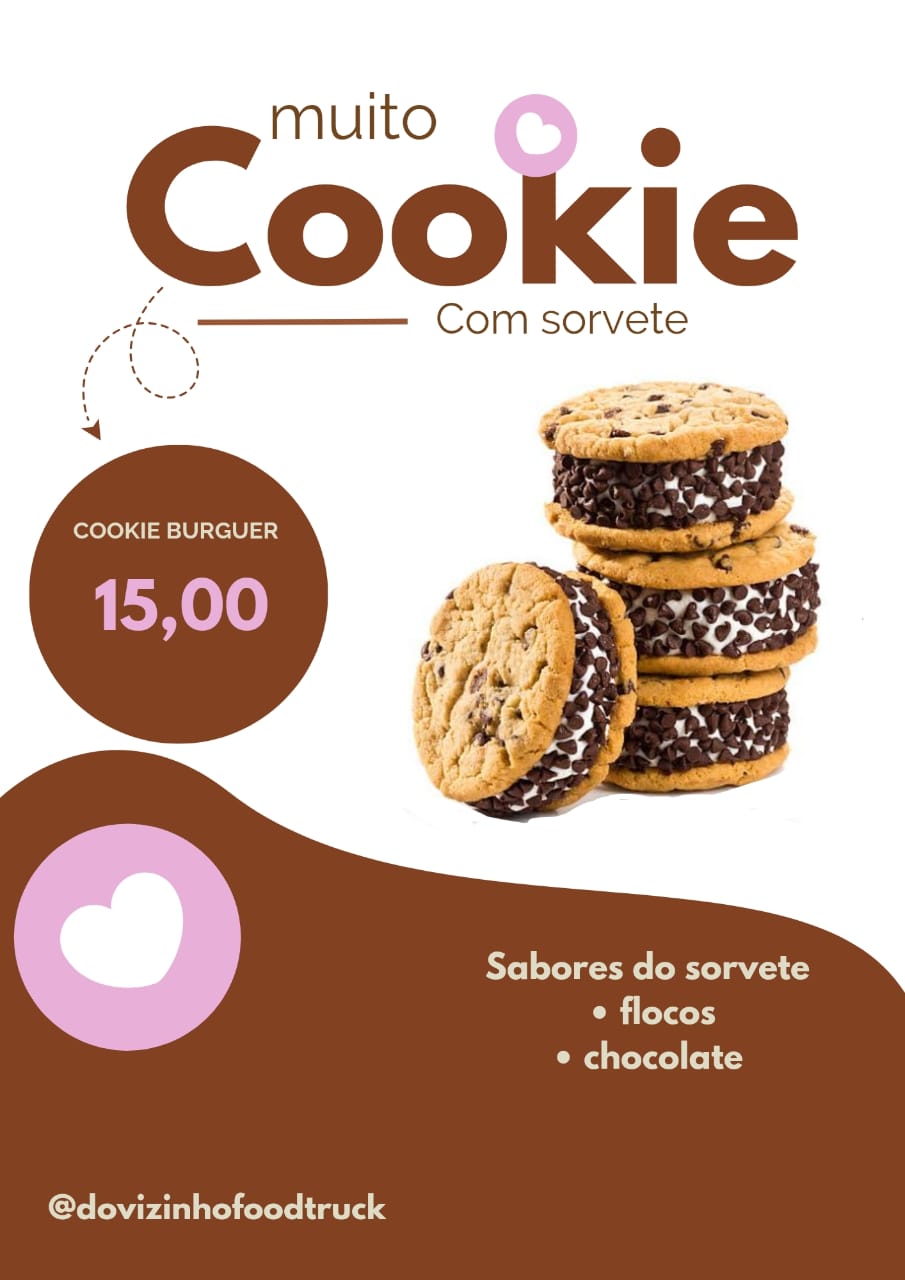 muito
Cookie
Com sorvete
COOKIE BURGUER
15,00
Sabores do sorvete
• flocos
• chocolate
@dovizinhofoodtruck